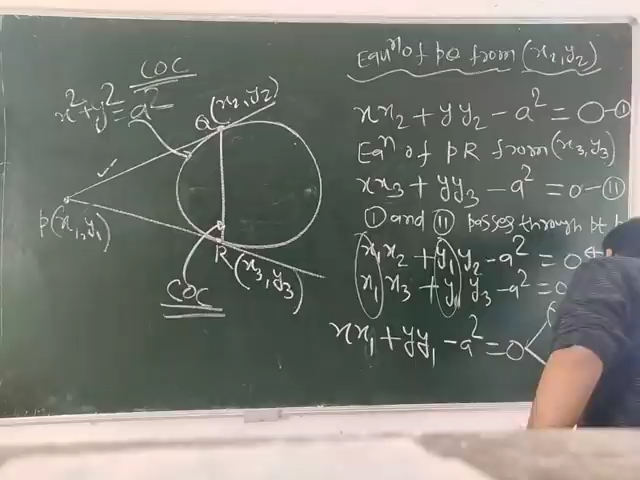 COC
x²+y²=a²
Q(x₂,y₂)
P(x₁,y₁)
R(x₃,y₃)
COC
Equⁿ of PQ from (x₂,y₂)
xx₂+yy₂-a²=0-①
Eqⁿ of PR from (x₃,y₃)
xx₃+yy₃-a²=0-⑪
① and ⑪ passes through pt
x₁x₂+y₁y₂-a²=0
x₁x₃+y₁y₃-a²=0
xx₁+yy₁-a²=0